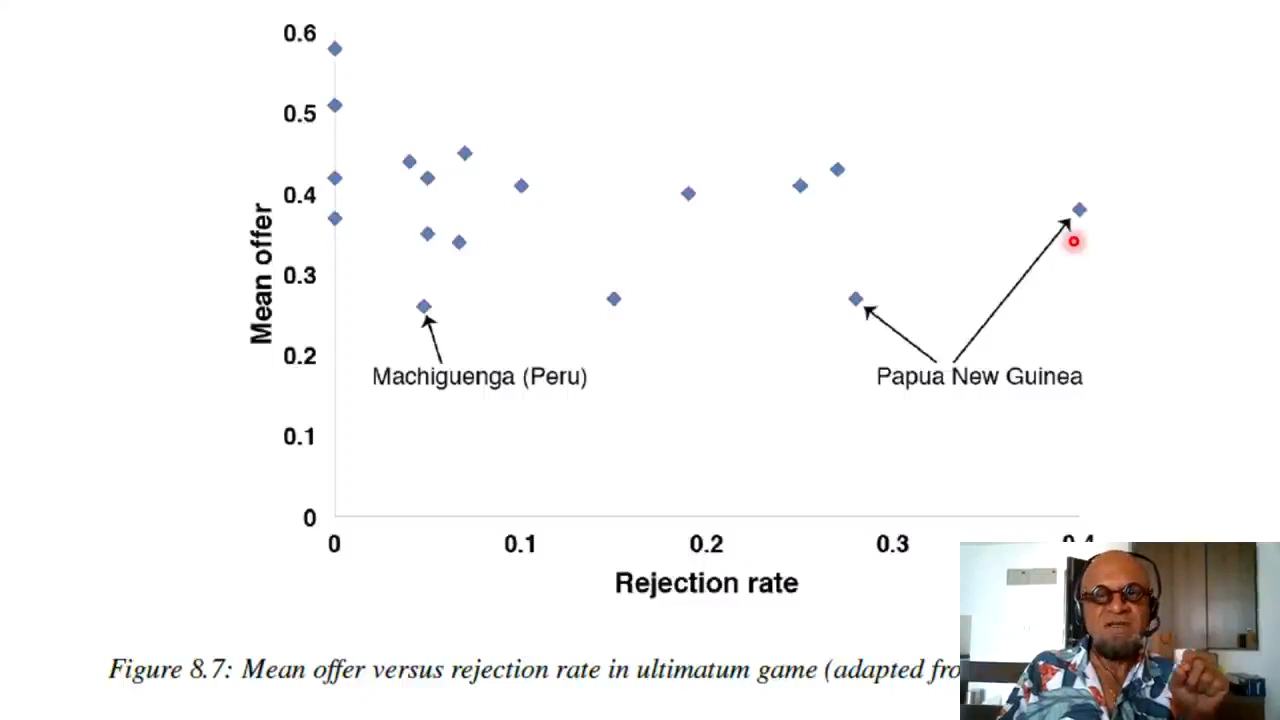 0.6
0.5
0.4
0.3
0.2
0.1
0
Mean offer
Machiguenga (Peru)
Papua New Guinea
0 0.1 0.2 0.3
Rejection rate
Figure 8.7: Mean offer versus rejection rate in ultimatum game (adapted